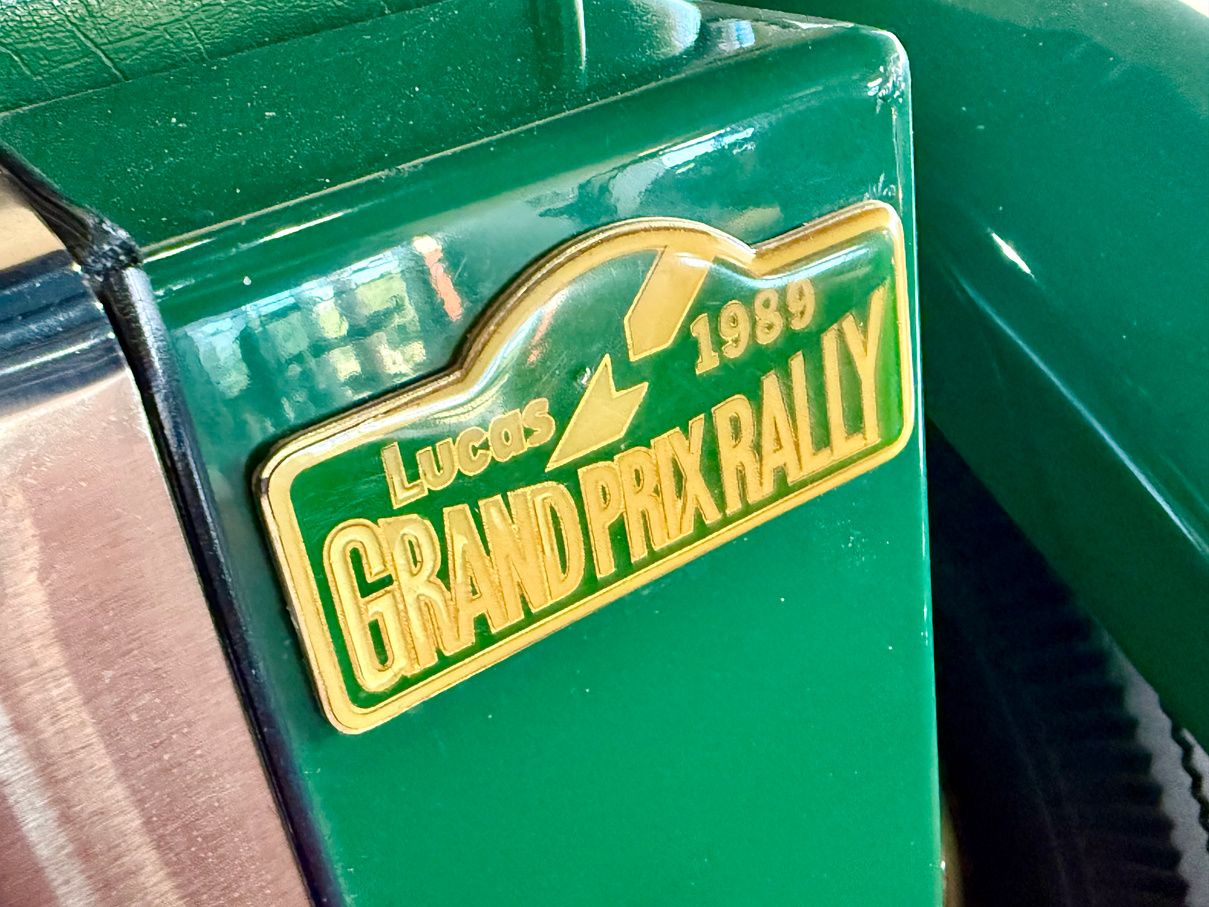 1989
Lucas
GRAND PRIX RALLY